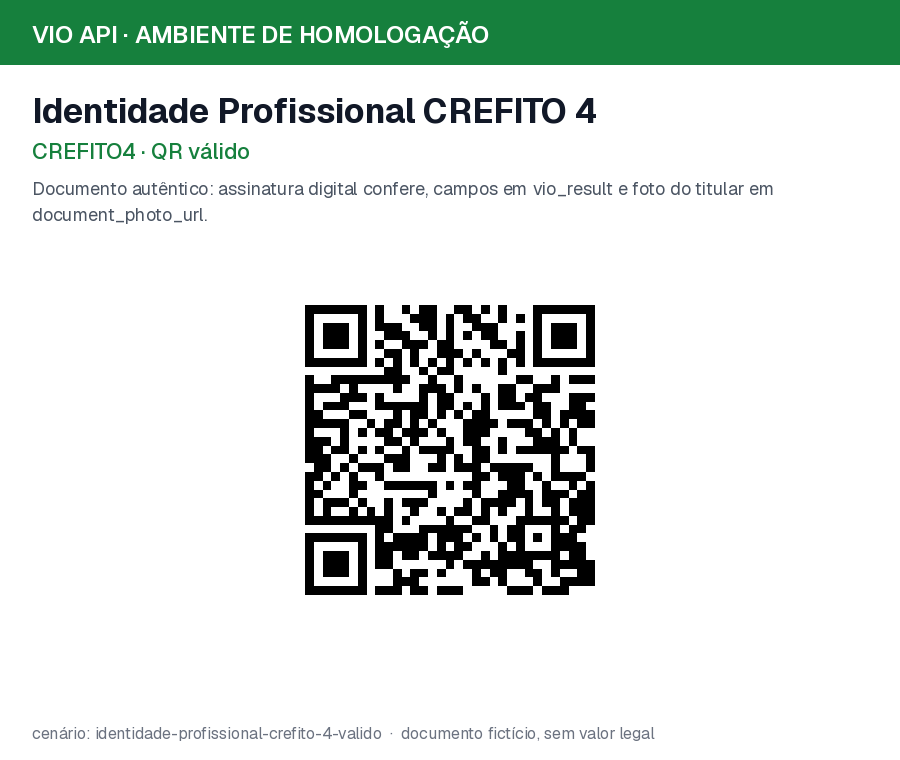 VIO API · AMBIENTE DE HOMOLOGAÇÃO
Identidade Profissional CREFITO 4
CREFITO4 · QR válido
Documento autêntico: assinatura digital confere, campos em vio_result e foto do titular em
document_photo_url.
cenário: identidade-profissional-crefito-4-valido · documento fictício, sem valor legal